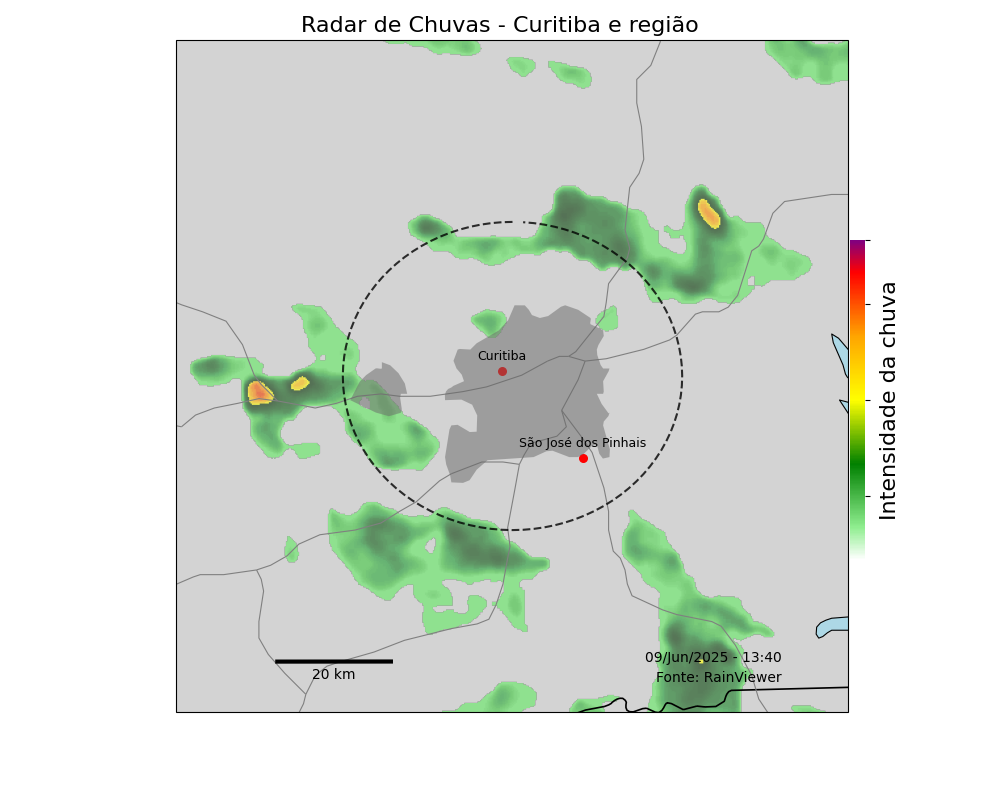 Radar de Chuvas - Curitiba e região
Curitiba
São José dos Pinhais
Intensidade da chuva
09/Jun/2025 - 13:40
Fonte: RainViewer
20 km